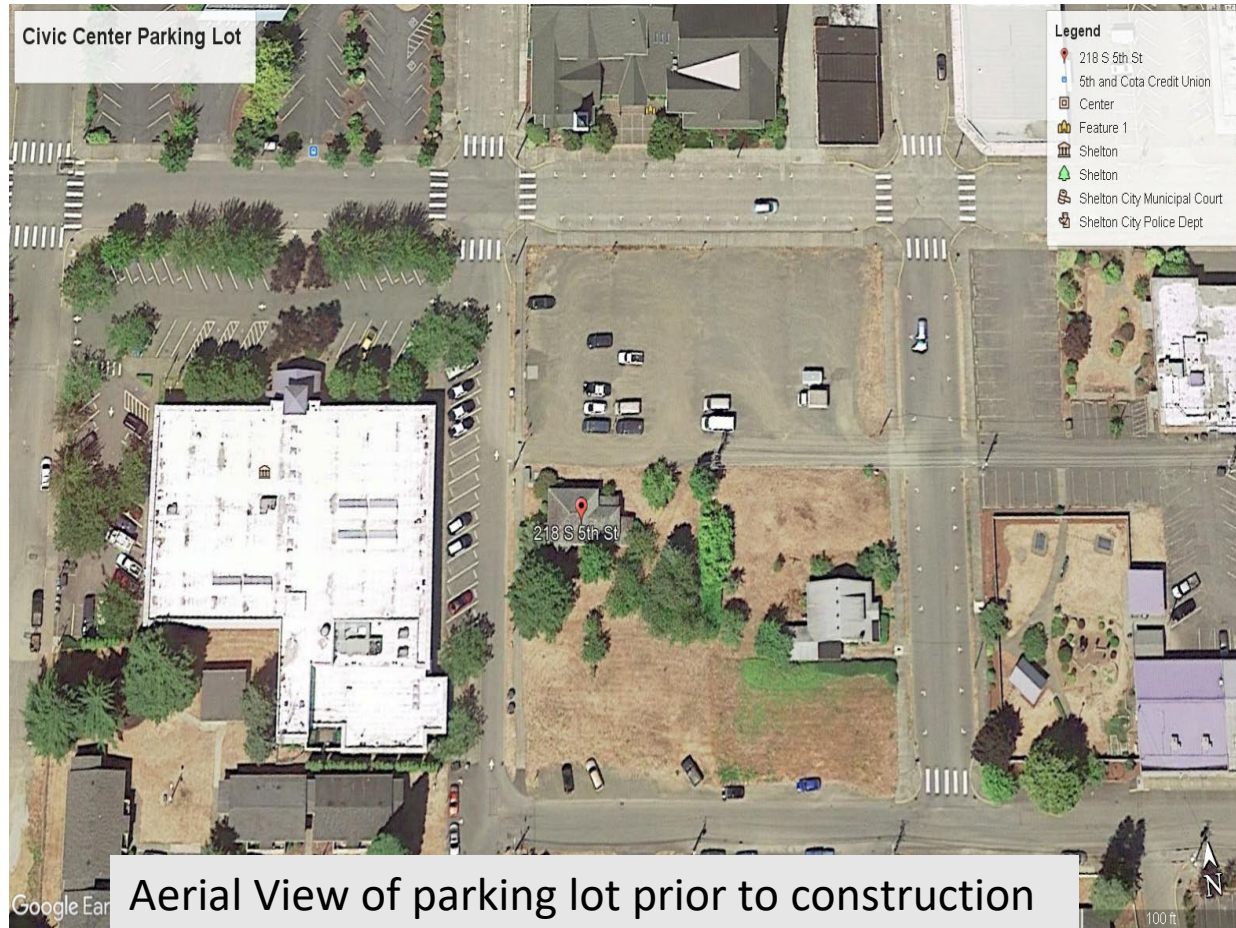 Civic Center Parking Lot
Legend
218 S 5th St
5th and Cota Credit Union
Center
Feature 1
Shelton
Shelton
Shelton City Municipal Court
Shelton City Police Dept
218 S 5th St
Aerial View of parking lot prior to construction
Google Ear
N
100 ft